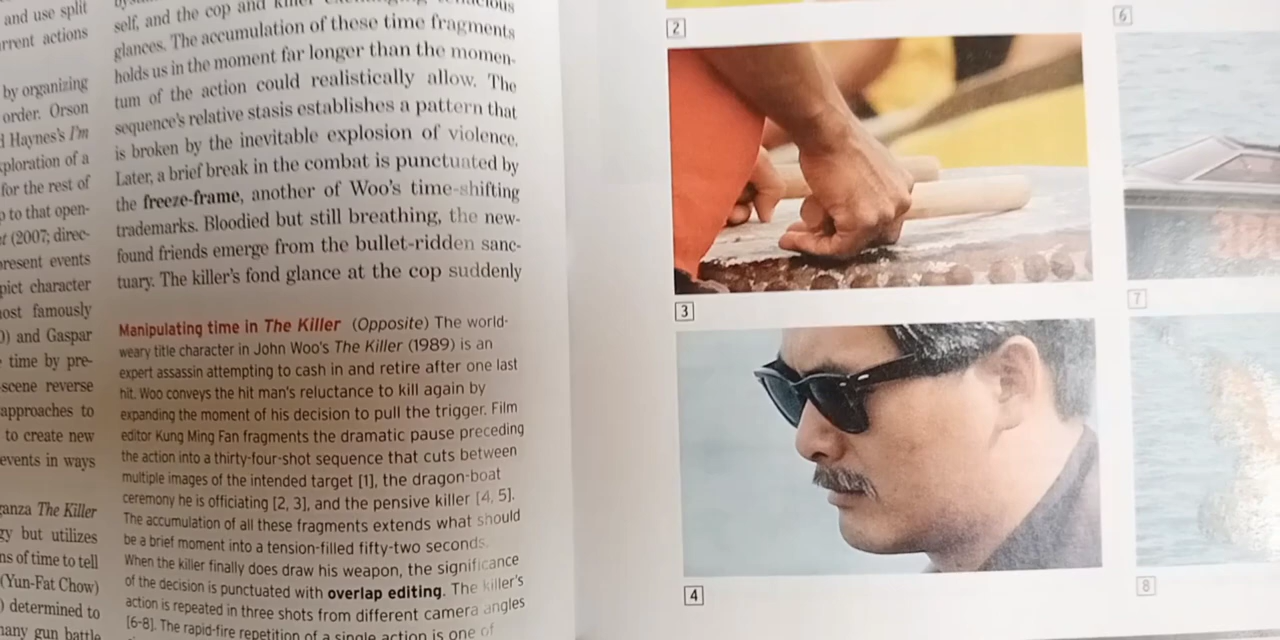 and use split
rrent actions
by organizing
order. Orson
d Haynes's I'm
xploration of a
for the rest of
p to that open-
nt (2007; direc-
present events
pict character
most famously
0) and Gaspar
time by pre-
scene reverse
approaches to
to create new
events in ways
ganza The Killer
gy but utilizes
ns of time to tell
(Yun-Fat Chow)
) determined to
many gun battle
self, and the cop and killer
glances. The accumulation of these time fragments
holds us in the moment far longer than the momen-
tum of the action could realistically allow. The
sequence's relative stasis establishes a pattern that
is broken by the inevitable explosion of violence.
Later, a brief break in the combat is punctuated by
the freeze-frame, another of Woo's time-shifting
trademarks. Bloodied but still breathing, the new-
found friends emerge from the bullet-ridden sanc-
tuary. The killer's fond glance at the cop suddenly
Manipulating time in The Killer (Opposite) The world-
weary title character in John Woo's The Killer (1989) is an
expert assassin attempting to cash in and retire after one last
hit. Woo conveys the hit man's reluctance to kill again by
expanding the moment of his decision to pull the trigger. Film
editor Kung Ming Fan fragments the dramatic pause preceding
the action into a thirty-four-shot sequence that cuts between
multiple images of the intended target [1], the dragon-boat
ceremony he is officiating [2, 3], and the pensive killer [4, 5].
The accumulation of all these fragments extends what should
be a brief moment into a tension-filled fifty-two seconds.
When the killer finally does draw his weapon, the significance
of the decision is punctuated with overlap editing. The killer's
action is repeated in three shots from different camera angles
[6-8]. The rapid-fire repetition of a single action is one of
2
3
4
6
7
8